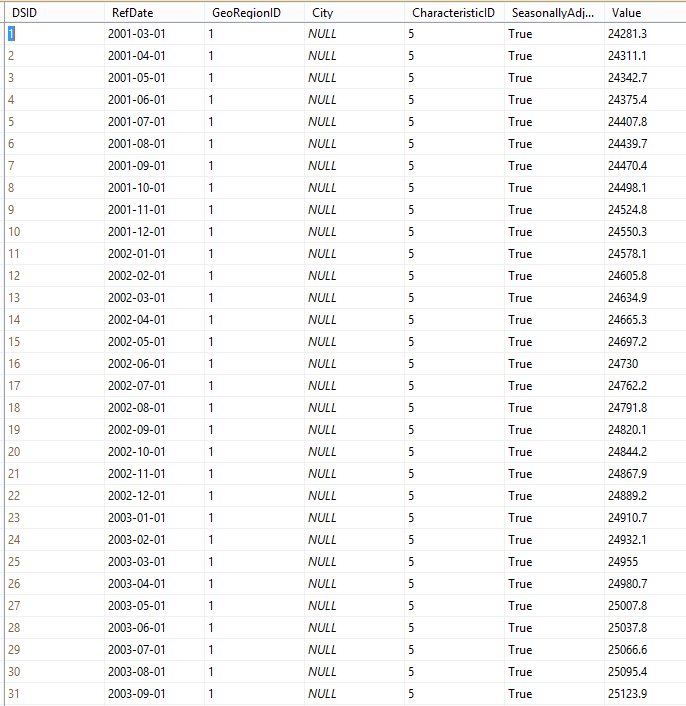 DSID RefDate GeoRegionID City CharacteristicID SeasonallyAdj... Value
1 2001-03-01 1 NULL 5 True 24281.3
2 2001-04-01 1 NULL 5 True 24311.1
3 2001-05-01 1 NULL 5 True 24342.7
4 2001-06-01 1 NULL 5 True 24375.4
5 2001-07-01 1 NULL 5 True 24407.8
6 2001-08-01 1 NULL 5 True 24439.7
7 2001-09-01 1 NULL 5 True 24470.4
8 2001-10-01 1 NULL 5 True 24498.1
9 2001-11-01 1 NULL 5 True 24524.8
10 2001-12-01 1 NULL 5 True 24550.3
11 2002-01-01 1 NULL 5 True 24578.1
12 2002-02-01 1 NULL 5 True 24605.8
13 2002-03-01 1 NULL 5 True 24634.9
14 2002-04-01 1 NULL 5 True 24665.3
15 2002-05-01 1 NULL 5 True 24697.2
16 2002-06-01 1 NULL 5 True 24730
17 2002-07-01 1 NULL 5 True 24762.2
18 2002-08-01 1 NULL 5 True 24791.8
19 2002-09-01 1 NULL 5 True 24820.1
20 2002-10-01 1 NULL 5 True 24844.2
21 2002-11-01 1 NULL 5 True 24867.9
22 2002-12-01 1 NULL 5 True 24889.2
23 2003-01-01 1 NULL 5 True 24910.7
24 2003-02-01 1 NULL 5 True 24932.1
25 2003-03-01 1 NULL 5 True 24955
26 2003-04-01 1 NULL 5 True 24980.7
27 2003-05-01 1 NULL 5 True 25007.8
28 2003-06-01 1 NULL 5 True 25037.8
29 2003-07-01 1 NULL 5 True 25066.6
30 2003-08-01 1 NULL 5 True 25095.4
31 2003-09-01 1 NULL 5 True 25123.9